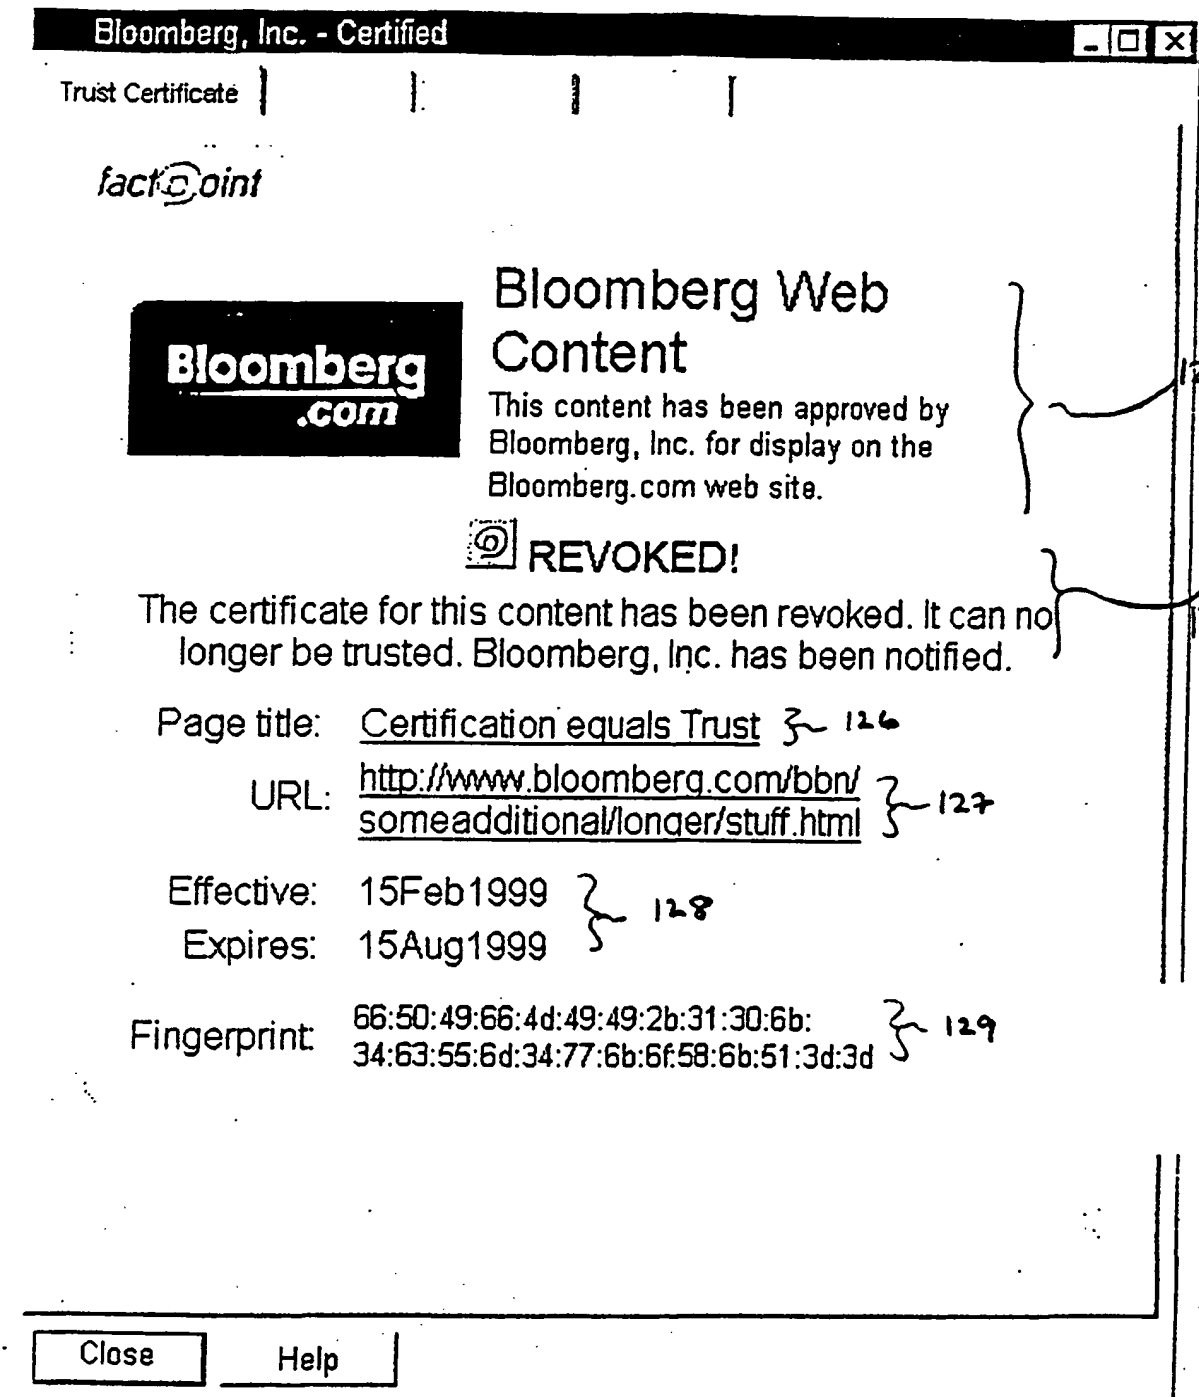 Bloomberg, Inc. - Certified
Trust Certificate
factpoint
Bloomberg
.com
Bloomberg Web
Content
This content has been approved by
Bloomberg, Inc. for display on the
Bloomberg.com web site.
REVOKED!
The certificate for this content has been revoked. It can no
longer be trusted. Bloomberg, Inc. has been notified.
Page title: Certification equals Trust 126
URL: http://www.bloomberg.com/bbn/
someadditional/longer/stuff.html 127
Effective: 15Feb1999
Expires: 15Aug1999
128
Fingerprint: 66:50:49:66:4d:49:49:2b:31:30:6b:
34:63:55:6d:34:77:6b:6f:58:6b:51:3d:3d
129
Close Help